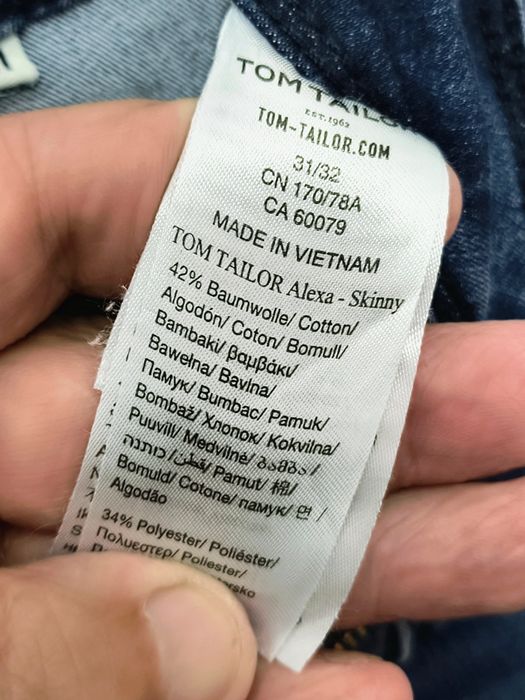 TOM TAILOR
EST.1962
TOM-TAILOR.COM
31/32
CN 170/78A
CA 60079
MADE IN VIETNAM
TOM TAILOR Alexa - Skinny
42% Baumwolle/ Cotton/
Algodón/ Coton/ Bomull/
Bambaki/ βαμβάκι/
Bawełna/ Bavlna/
Памук/ Bumbac/ Pamuk/
Bombaž/ Хлопок/ Kokvilna/
Puuvill/ Medvilnė/ ბამბა/
כותנה/ قطن/ Pamut/ 棉/
Bomuld/ Cotone/ памук/ 면 /
Algodão
34% Polyester/ Poliéster/
Πολυεστερ/ Poliester/